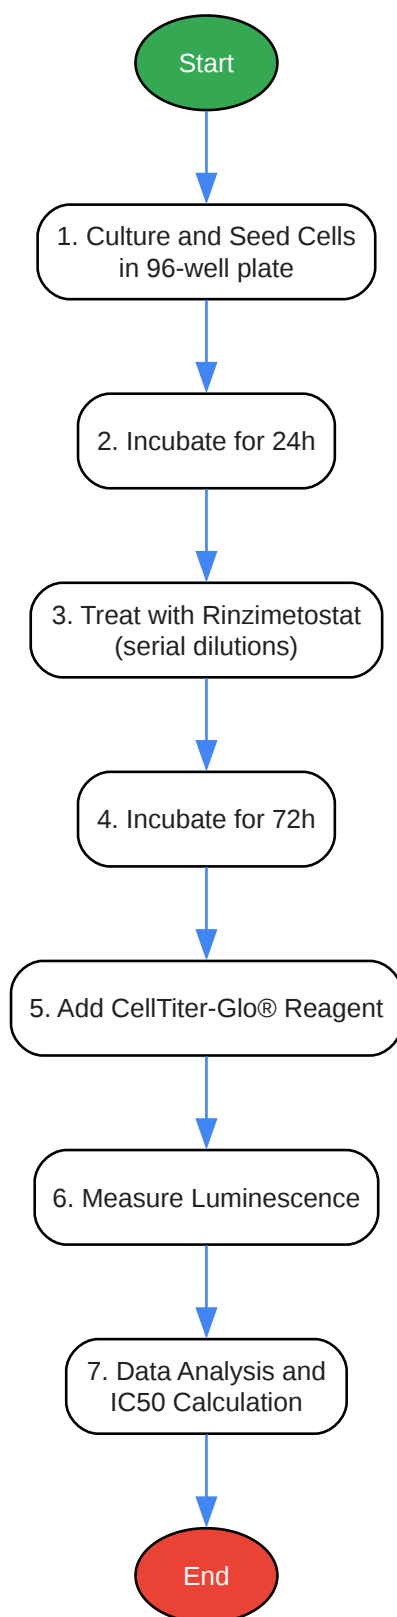 Start
1. Culture and Seed Cells
in 96-well plate
2. Incubate for 24h
3. Treat with Rinzimetostat
(serial dilutions)
4. Incubate for 72h
5. Add CellTiter-Glo® Reagent
6. Measure Luminescence
7. Data Analysis and
IC50 Calculation
End